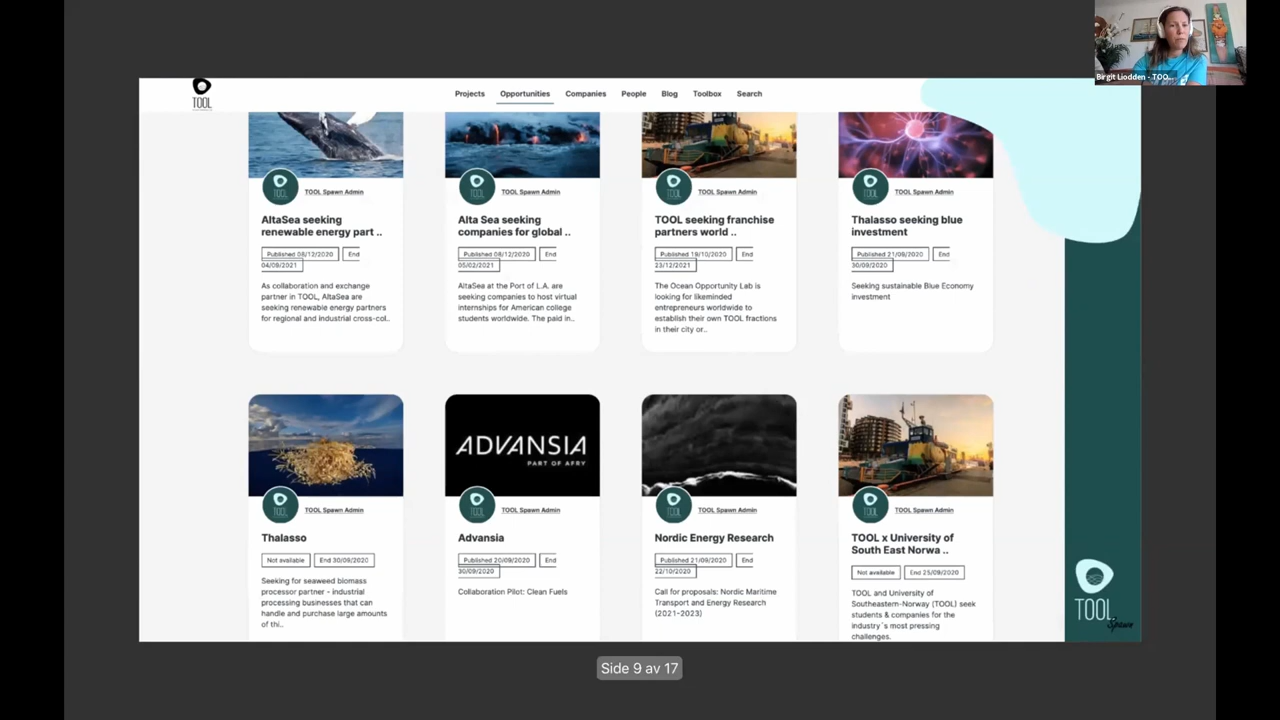 Birgit Liodden - TOO...
TOOL
Projects Opportunities Companies People Blog Toolbox Search
TOOL Spawn Admin
AltaSea seeking
renewable energy part ..
Published 08/12/2020 End
04/09/2021
As collaboration and exchange
partner in TOOL, AltaSea are
seeking renewable energy partners
for regional and industrial cross-col..
TOOL Spawn Admin
Alta Sea seeking
companies for global ..
Published 08/12/2020 End
05/02/2021
AltaSea at the Port of L.A. are
seeking companies to host virtual
internships for American college
students worldwide. The paid in..
TOOL Spawn Admin
TOOL seeking franchise
partners world ..
Published 19/10/2020 End
23/12/2021
The Ocean Opportunity Lab is
looking for likeminded
entrepreneurs worldwide to
establish their own TOOL fractions
in their city or..
TOOL Spawn Admin
Thalasso seeking blue
investment
Published 21/09/2020 End
30/09/2020
Seeking sustainable Blue Economy
investment
TOOL Spawn Admin
Thalasso
Not available End 30/09/2020
Seeking for seaweed biomass
processor partner - industrial
processing businesses that can
handle and purchase large amounts
of thi..
ADVANSIA
PART OF AFRY
TOOL Spawn Admin
Advansia
Published 20/09/2020 End
30/09/2020
Collaboration Pilot: Clean Fuels
TOOL Spawn Admin
Nordic Energy Research
Published 21/09/2020 End
22/10/2020
Call for proposals: Nordic Maritime
Transport and Energy Research
(2021-2023)
TOOL Spawn Admin
TOOL x University of
South East Norwa ..
Not available End 25/09/2020
TOOL and University of
Southeastern-Norway (TOOL) seek
students & companies for the
industry´s most pressing
challenges.
TOOL
Spawn
Side 9 av 17